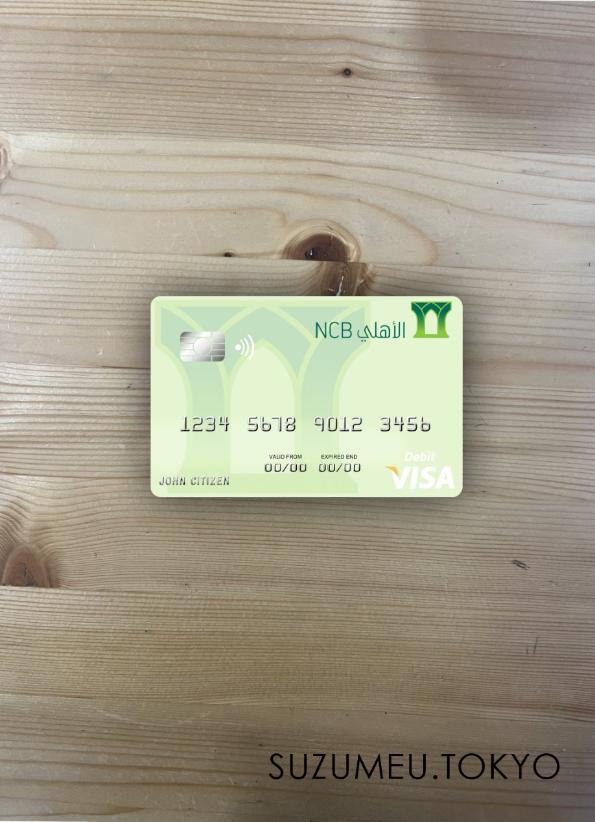 NCB الأهلي
1234 5678 9012 3456
VALID FROM EXPIRED END
00/00 00/00
Debit
VISA
JOHN CITIZEN
SUZUMEU.TOKYO